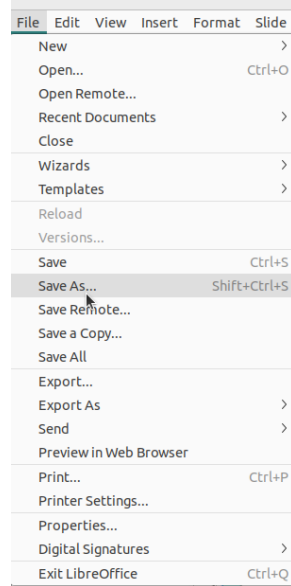 File Edit View Insert Format Slide
New
Open... Ctrl+O
Open Remote...
Recent Documents
Close
Wizards
Templates
Reload
Versions...
Save Ctrl+S
Save As... Shift+Ctrl+S
Save Remote...
Save a Copy...
Save All
Export...
Export As
Send
Preview in Web Browser
Print... Ctrl+P
Printer Settings...
Properties...
Digital Signatures
Exit LibreOffice Ctrl+Q